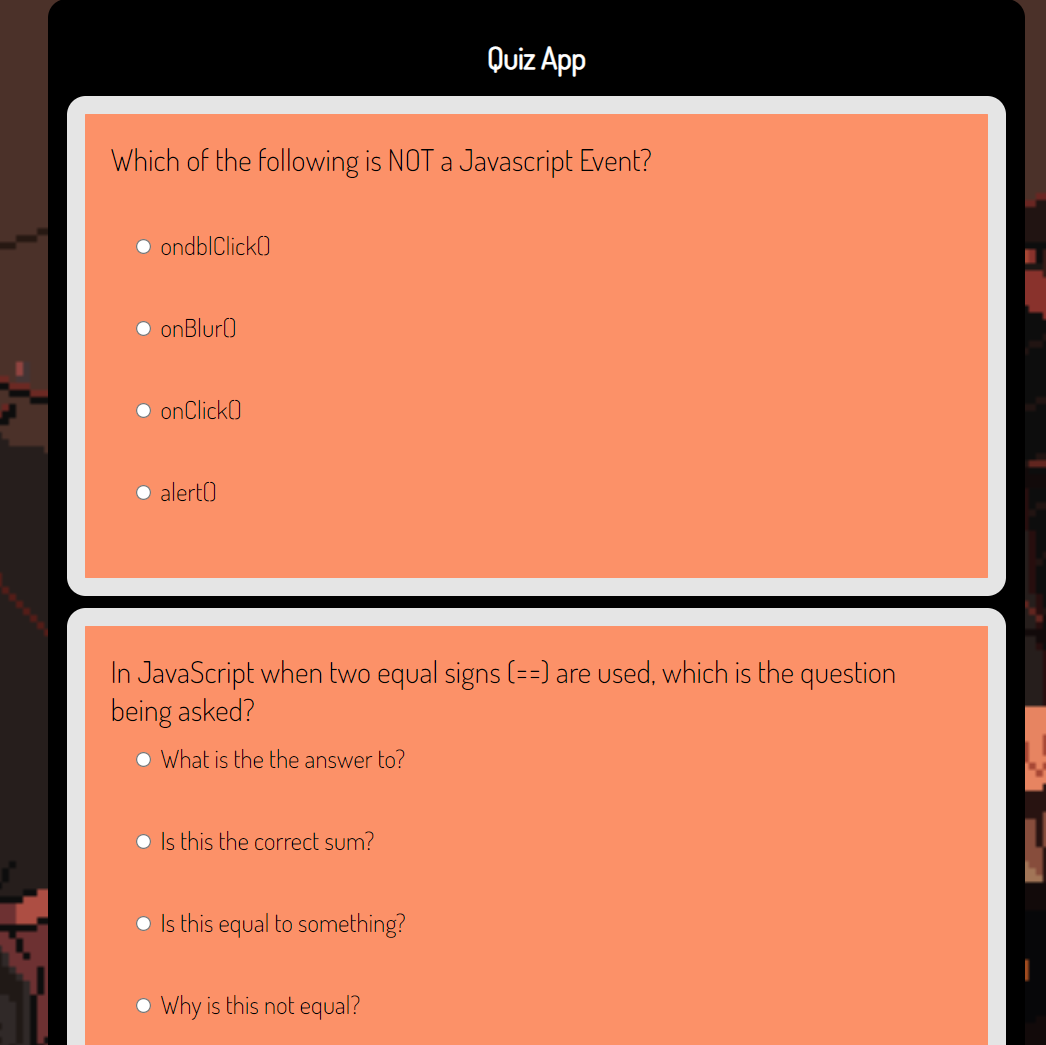 Quiz App
Which of the following is NOT a Javascript Event?
ondblClick()
onBlur()
onClick()
alert()
In JavaScript when two equal signs (==) are used, which is the question
being asked?
What is the the answer to?
Is this the correct sum?
Is this equal to something?
Why is this not equal?